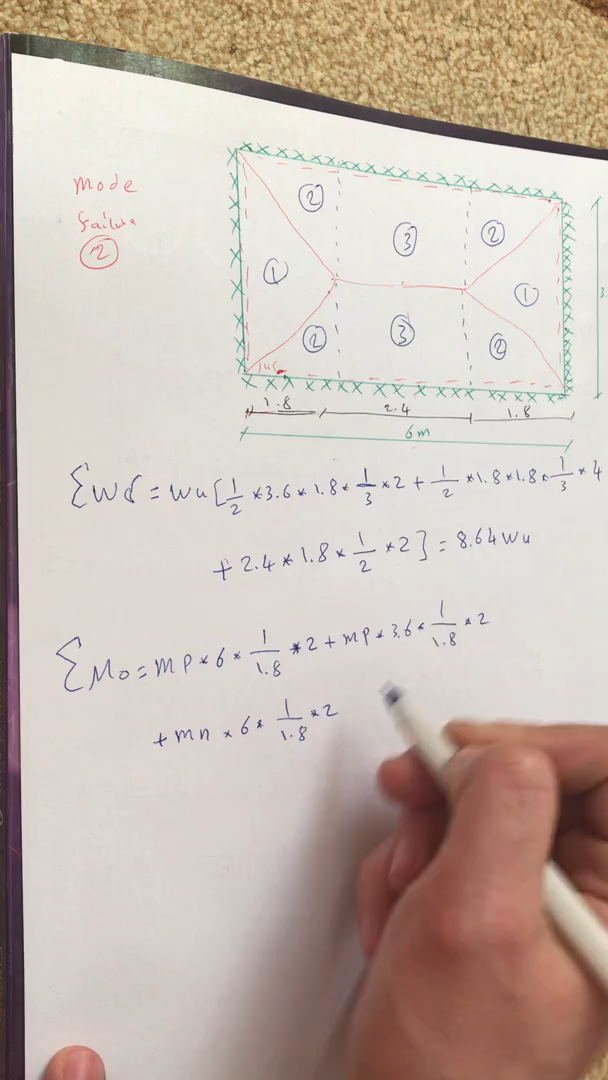 mode
failure
②
②
③
②
①
①
②
③
②
45
1.8
2.4
1.8
3
6m
∑Wδ = Wu[1/2 * 3.6 * 1.8 * 1/3 * 2 + 1/2 * 1.8 * 1.8 * 1/3 * 4
+ 2.4 * 1.8 * 1/2 * 2] = 8.64 Wu
∑Mθ = mp * 6 * 1/1.8 * 2 + mp * 3.6 * 1/1.8 * 2
+ mn * 6 * 1/1.8 * 2